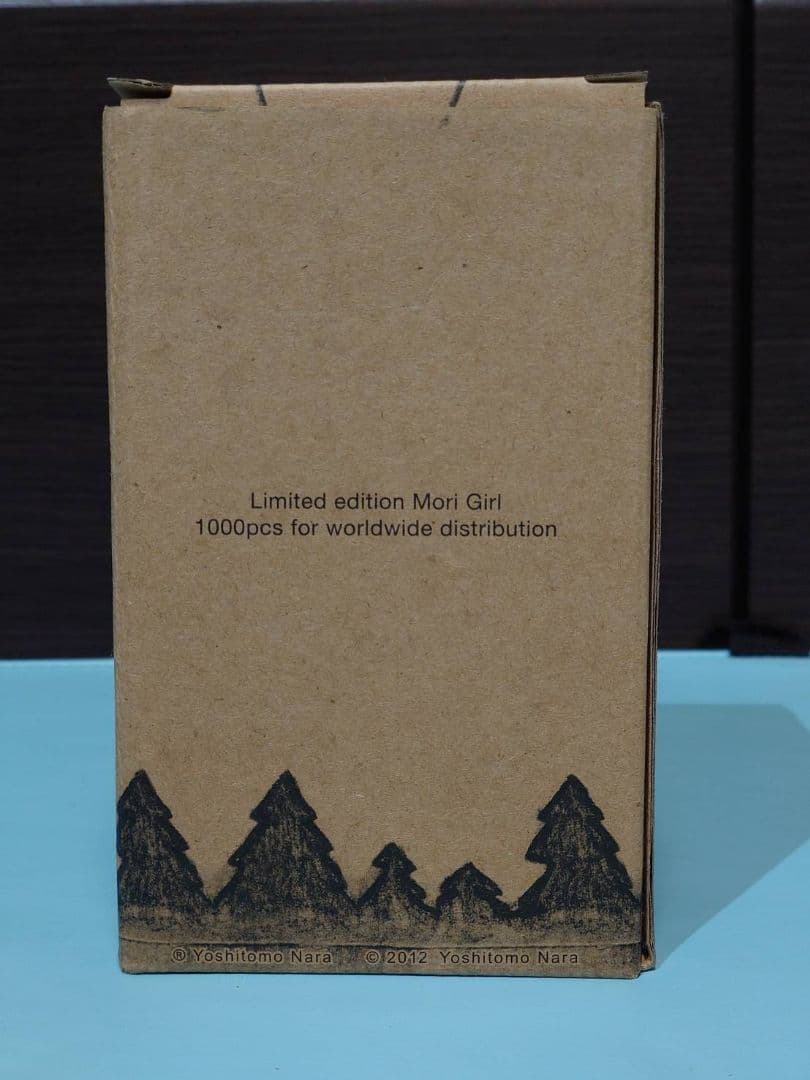 Limited edition Mori Girl
1000pcs for worldwide distribution
® Yoshitomo Nara © 2012 Yoshitomo Nara